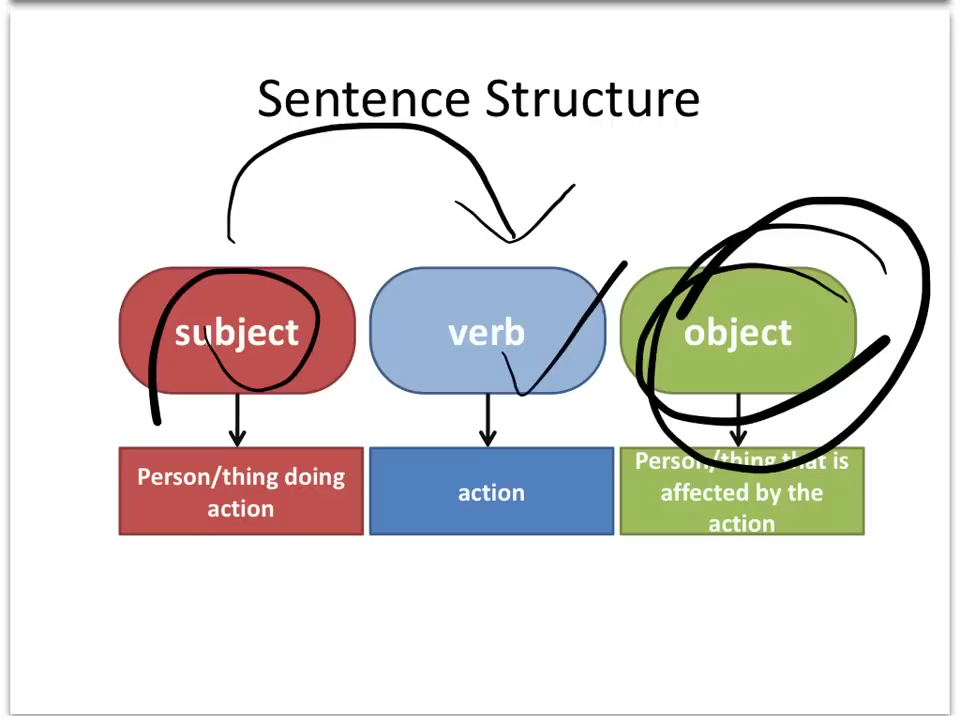 Sentence Structure
subject
verb
object
Person/thing doing
action
action
Person/thing that is
affected by the
action